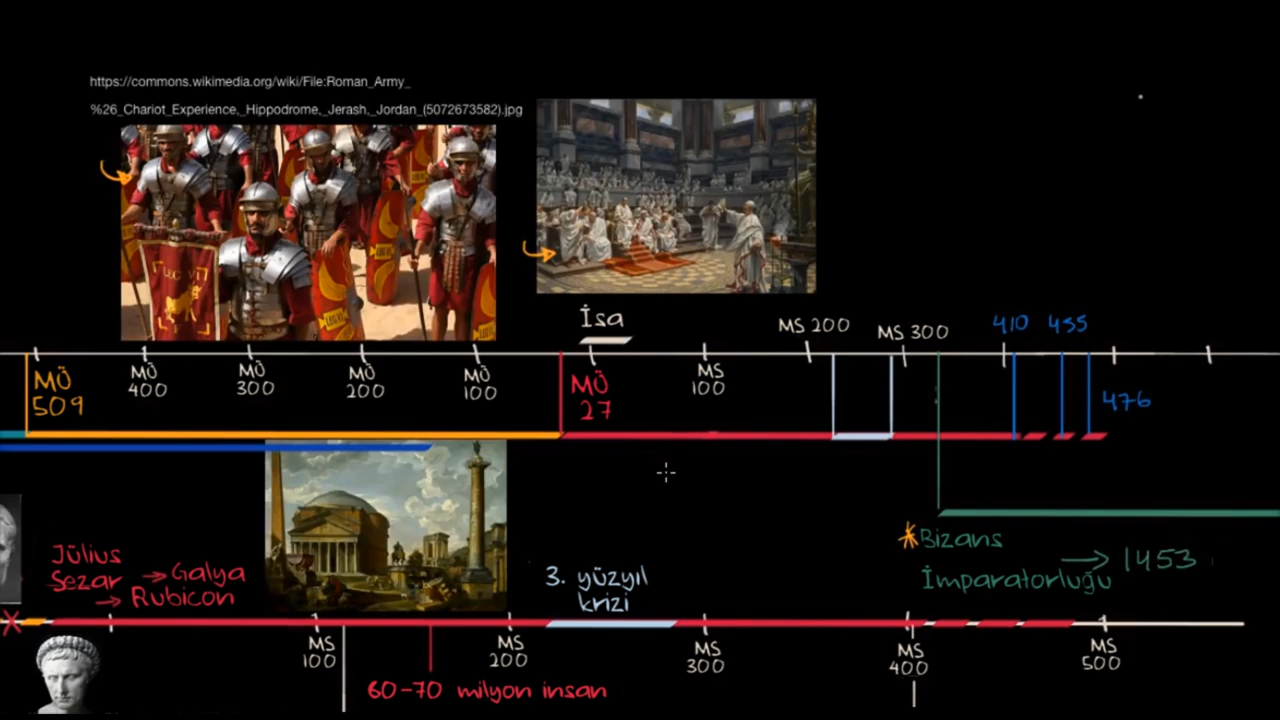 https://commons.wikimedia.org/wiki/File:Roman_Army_
%26_Chariot_Experience,_Hippodrome,_Jerash,_Jordan_(5072673582).jpg
LEG VI
İsa
MS 200
MS 300
410
455
MÖ
509
MÖ
400
MÖ
300
MÖ
200
MÖ
100
MÖ
27
MS
100
476
Jülius
Sezar → Galya
→ Rubicon
3. yüzyıl
krizi
*Bizans
İmparatorluğu → 1453
MS
100
MS
200
MS
300
MS
400
MS
500
60-70 milyon insan